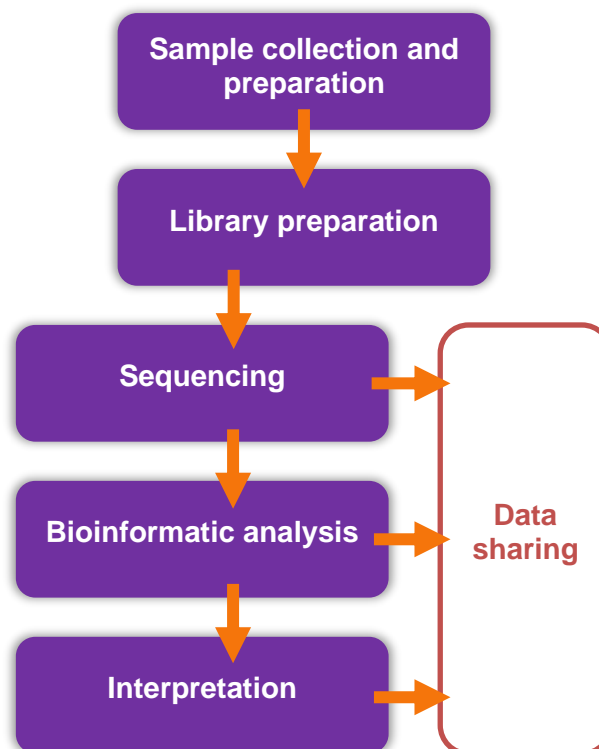 Sample collection and
preparation
Library preparation
Sequencing
Bioinformatic analysis
Data
sharing
Interpretation